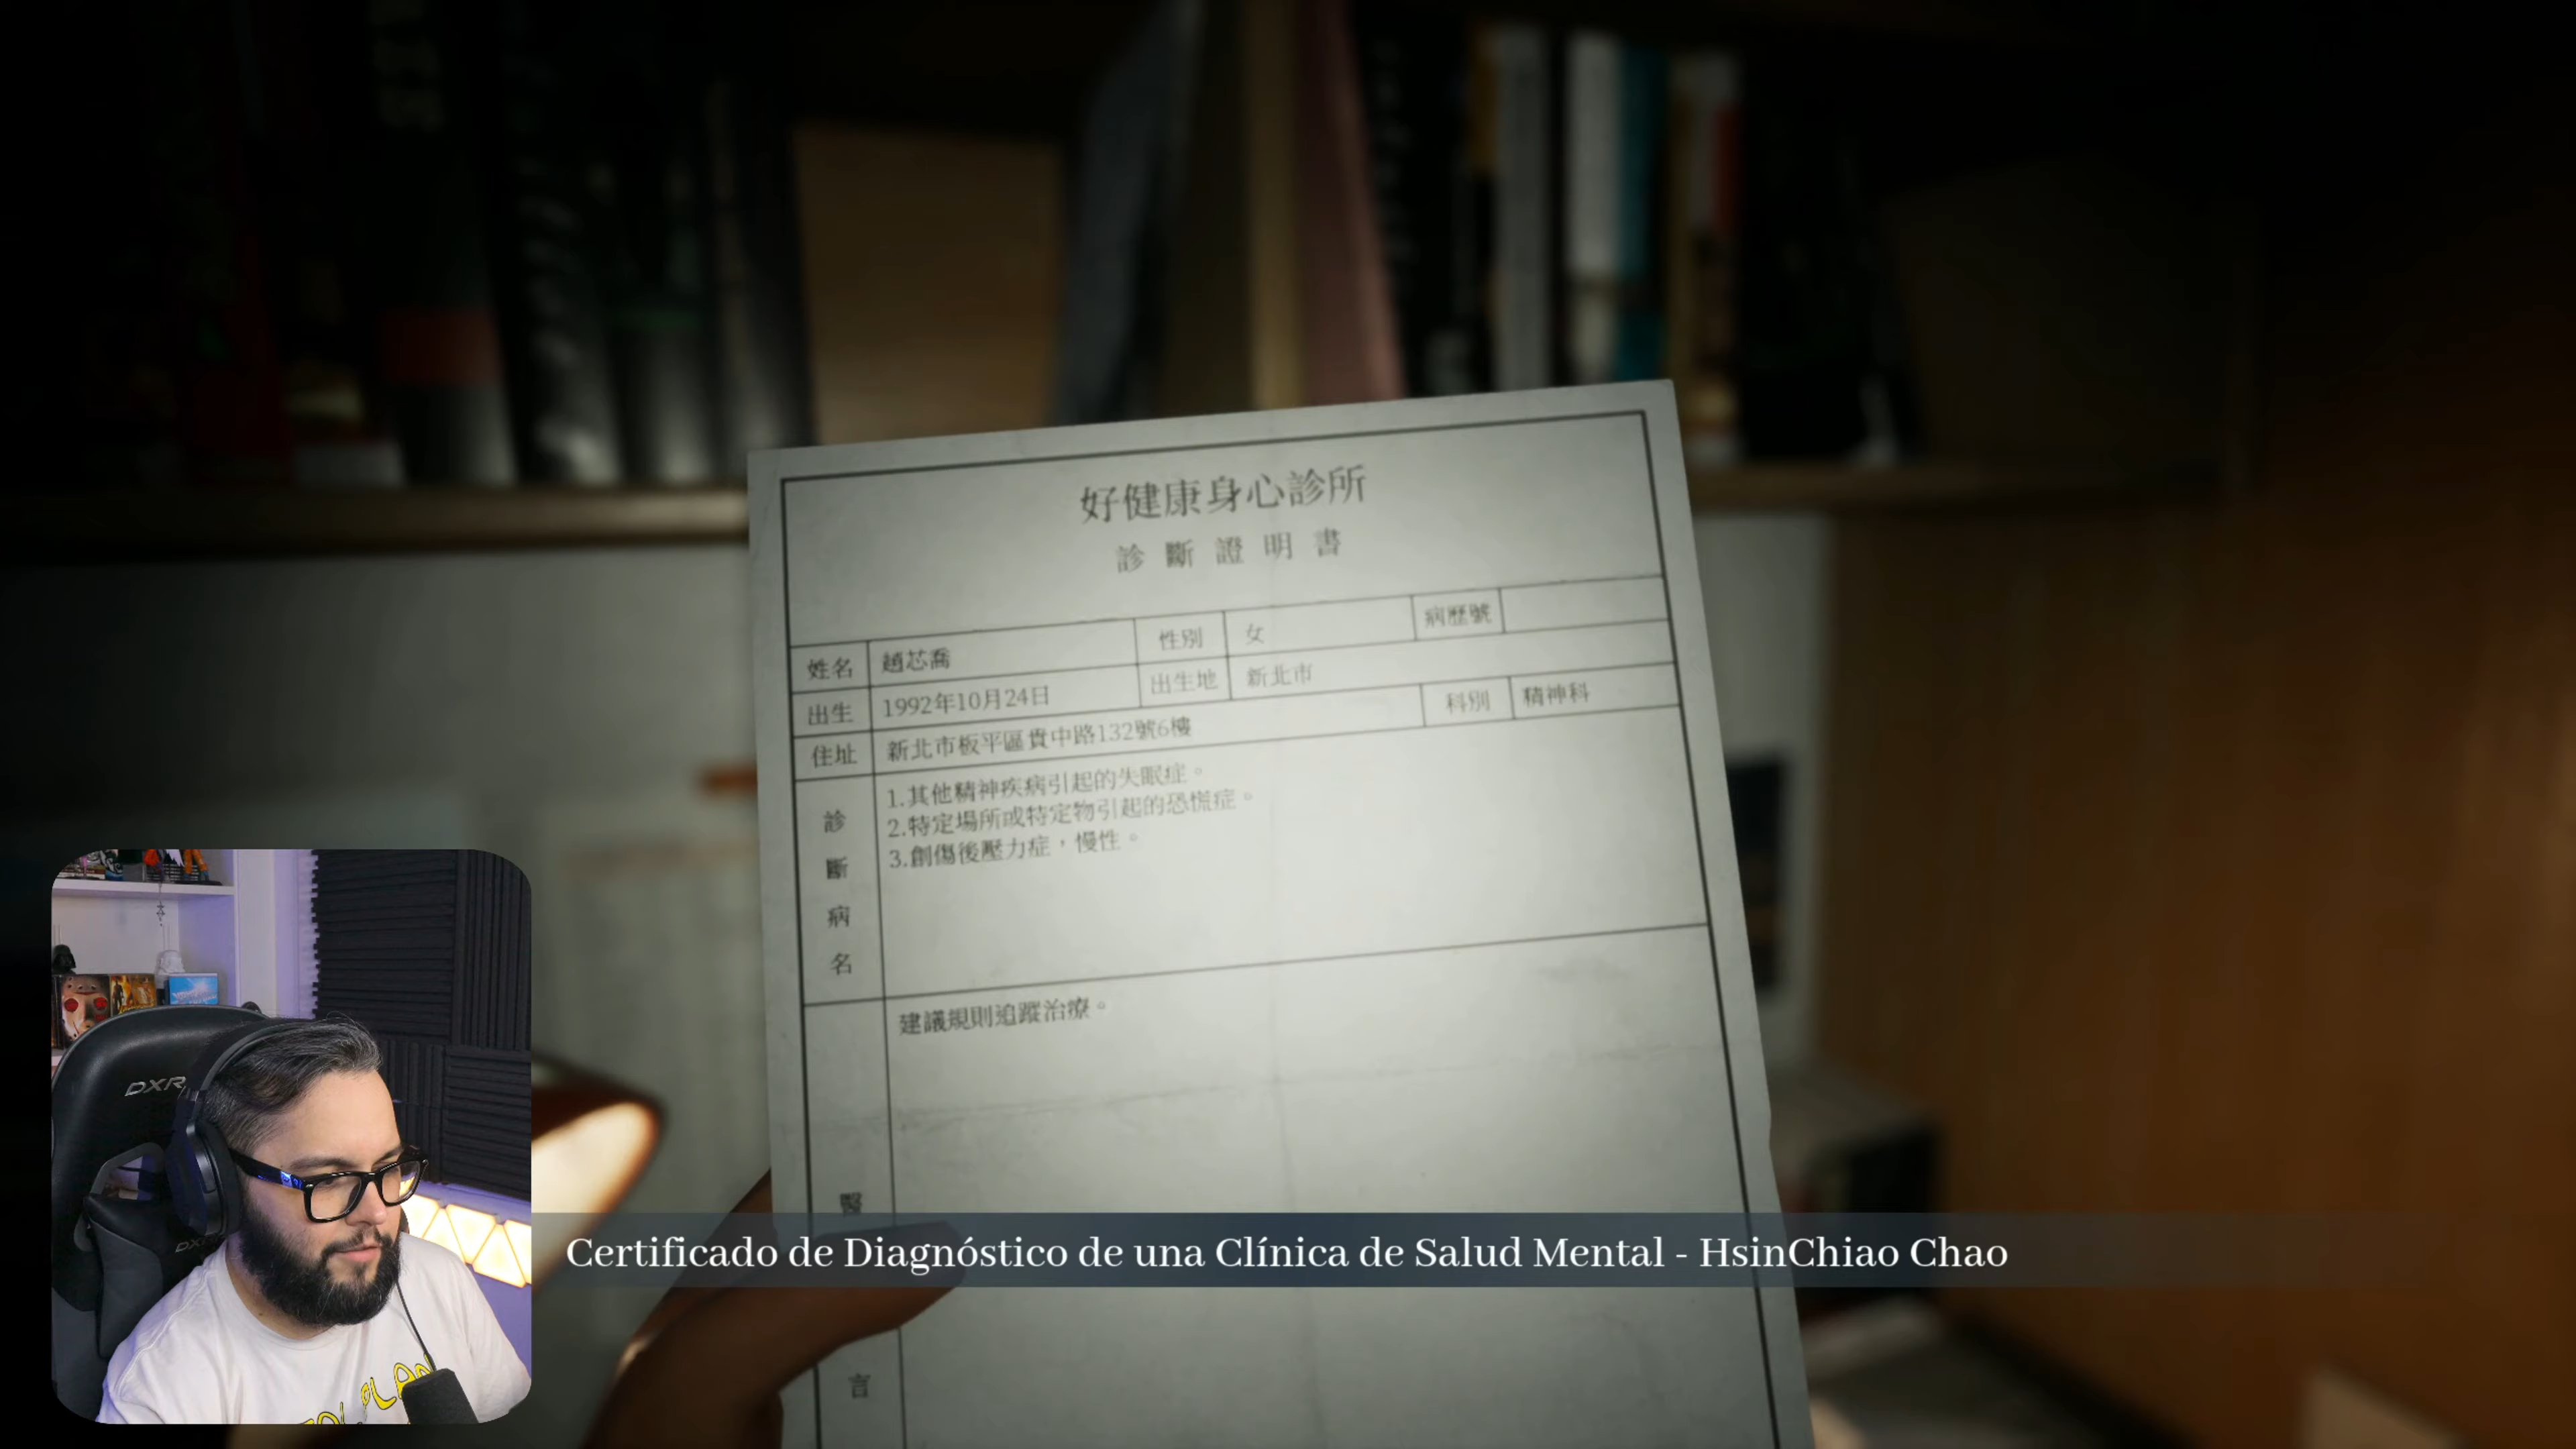 好健康身心診所
診斷證明書
姓名 趙芯喬 性別 女 病歷號
出生 1992年10月24日 出生地 新北市
住址 新北市板平區貴中路132號6樓 科別 精神科
診斷病名
1.其他精神疾病引起的失眠症。
2.特定場所或特定物引起的恐慌症。
3.創傷後壓力症，慢性。
建議規則追蹤治療。
醫
言
Certificado de Diagnóstico de una Clínica de Salud Mental - HsinChiao Chao
DXR